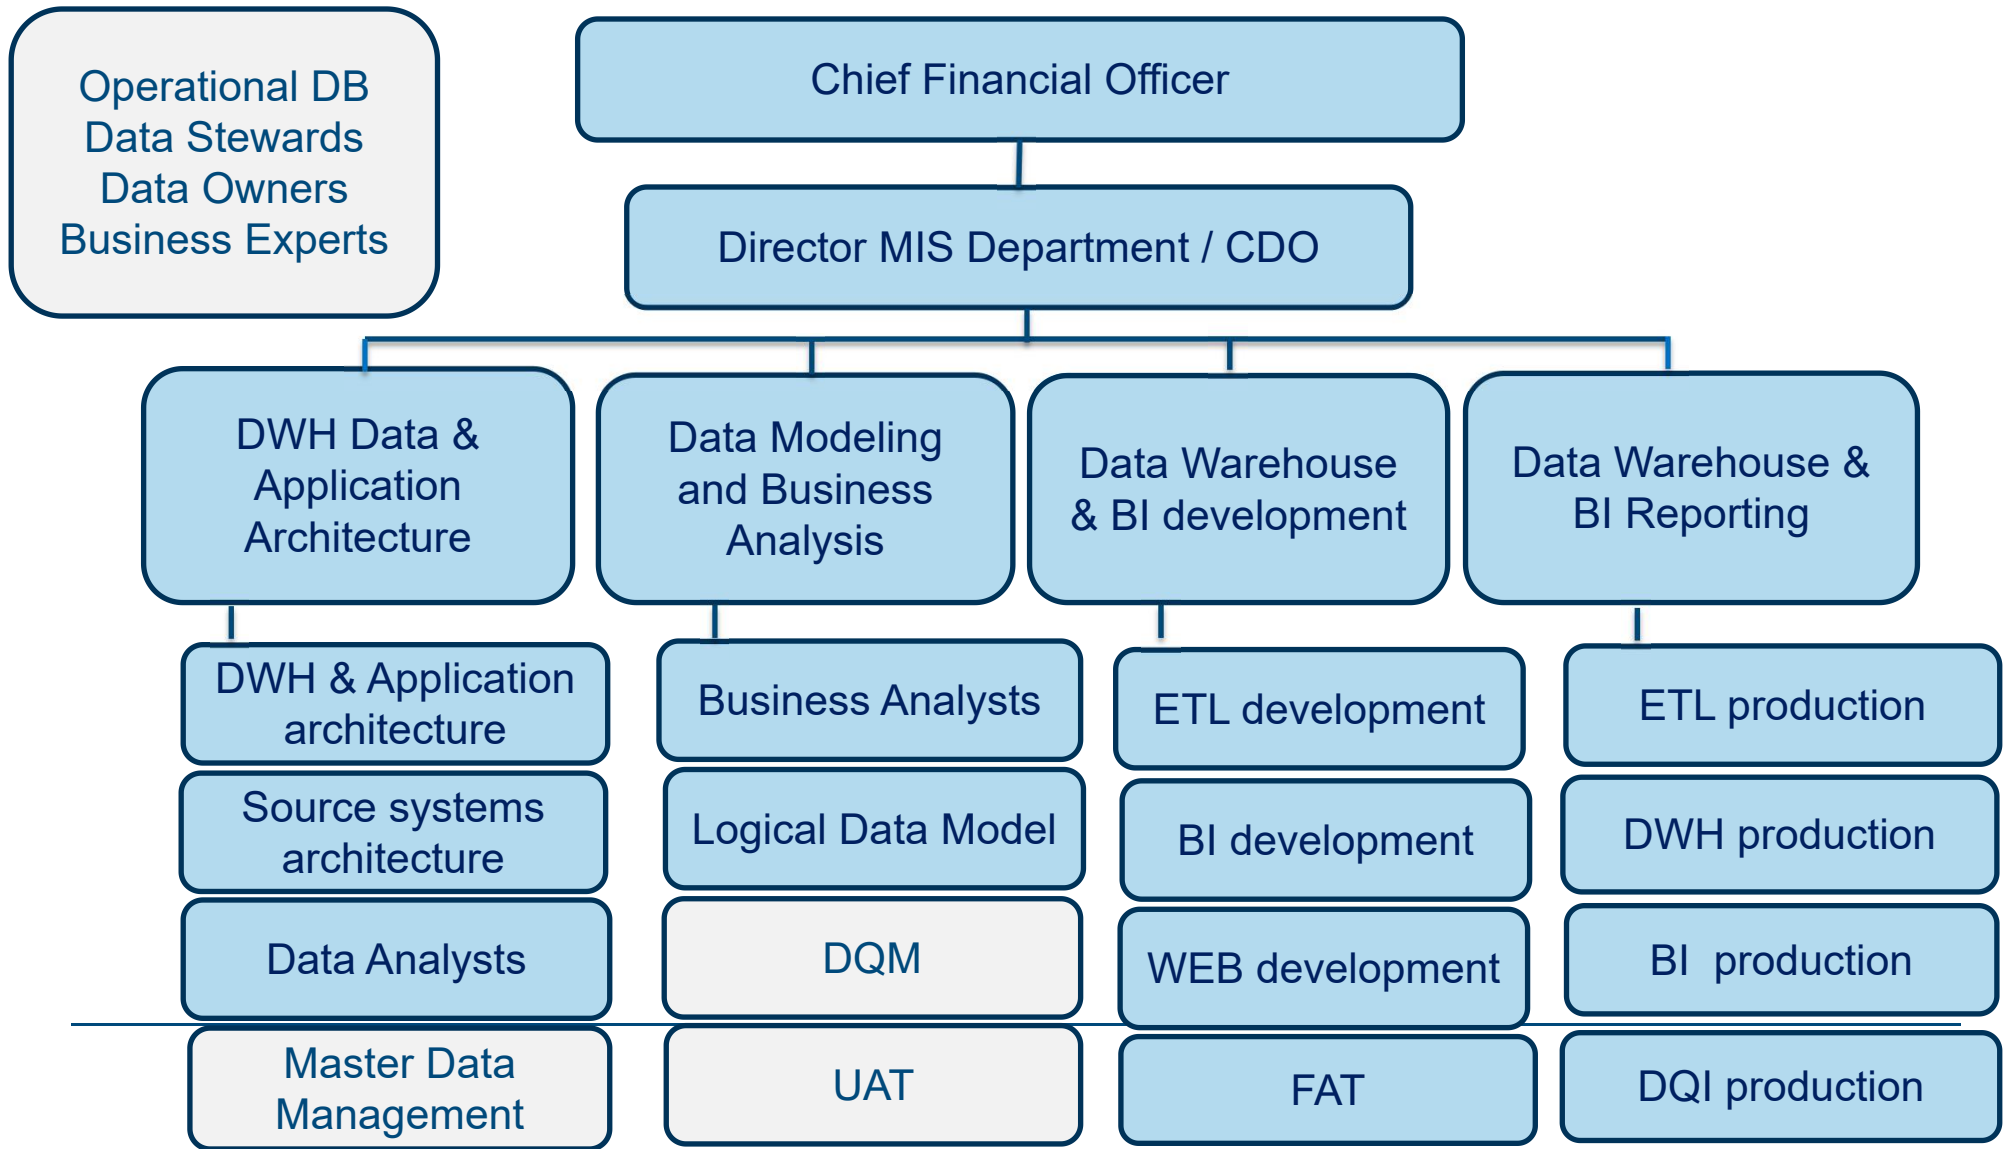 Operational DB
Data Stewards
Data Owners
Business Experts
Chief Financial Officer
Director MIS Department / CDO
DWH Data &
Application
Architecture
Data Modeling
and Business
Analysis
Data Warehouse
& BI development
Data Warehouse &
BI Reporting
DWH & Application
architecture
Source systems
architecture
Data Analysts
Master Data
Management
Business Analysts
Logical Data Model
DQM
UAT
ETL development
BI development
WEB development
FAT
ETL production
DWH production
BI  production
DQI production